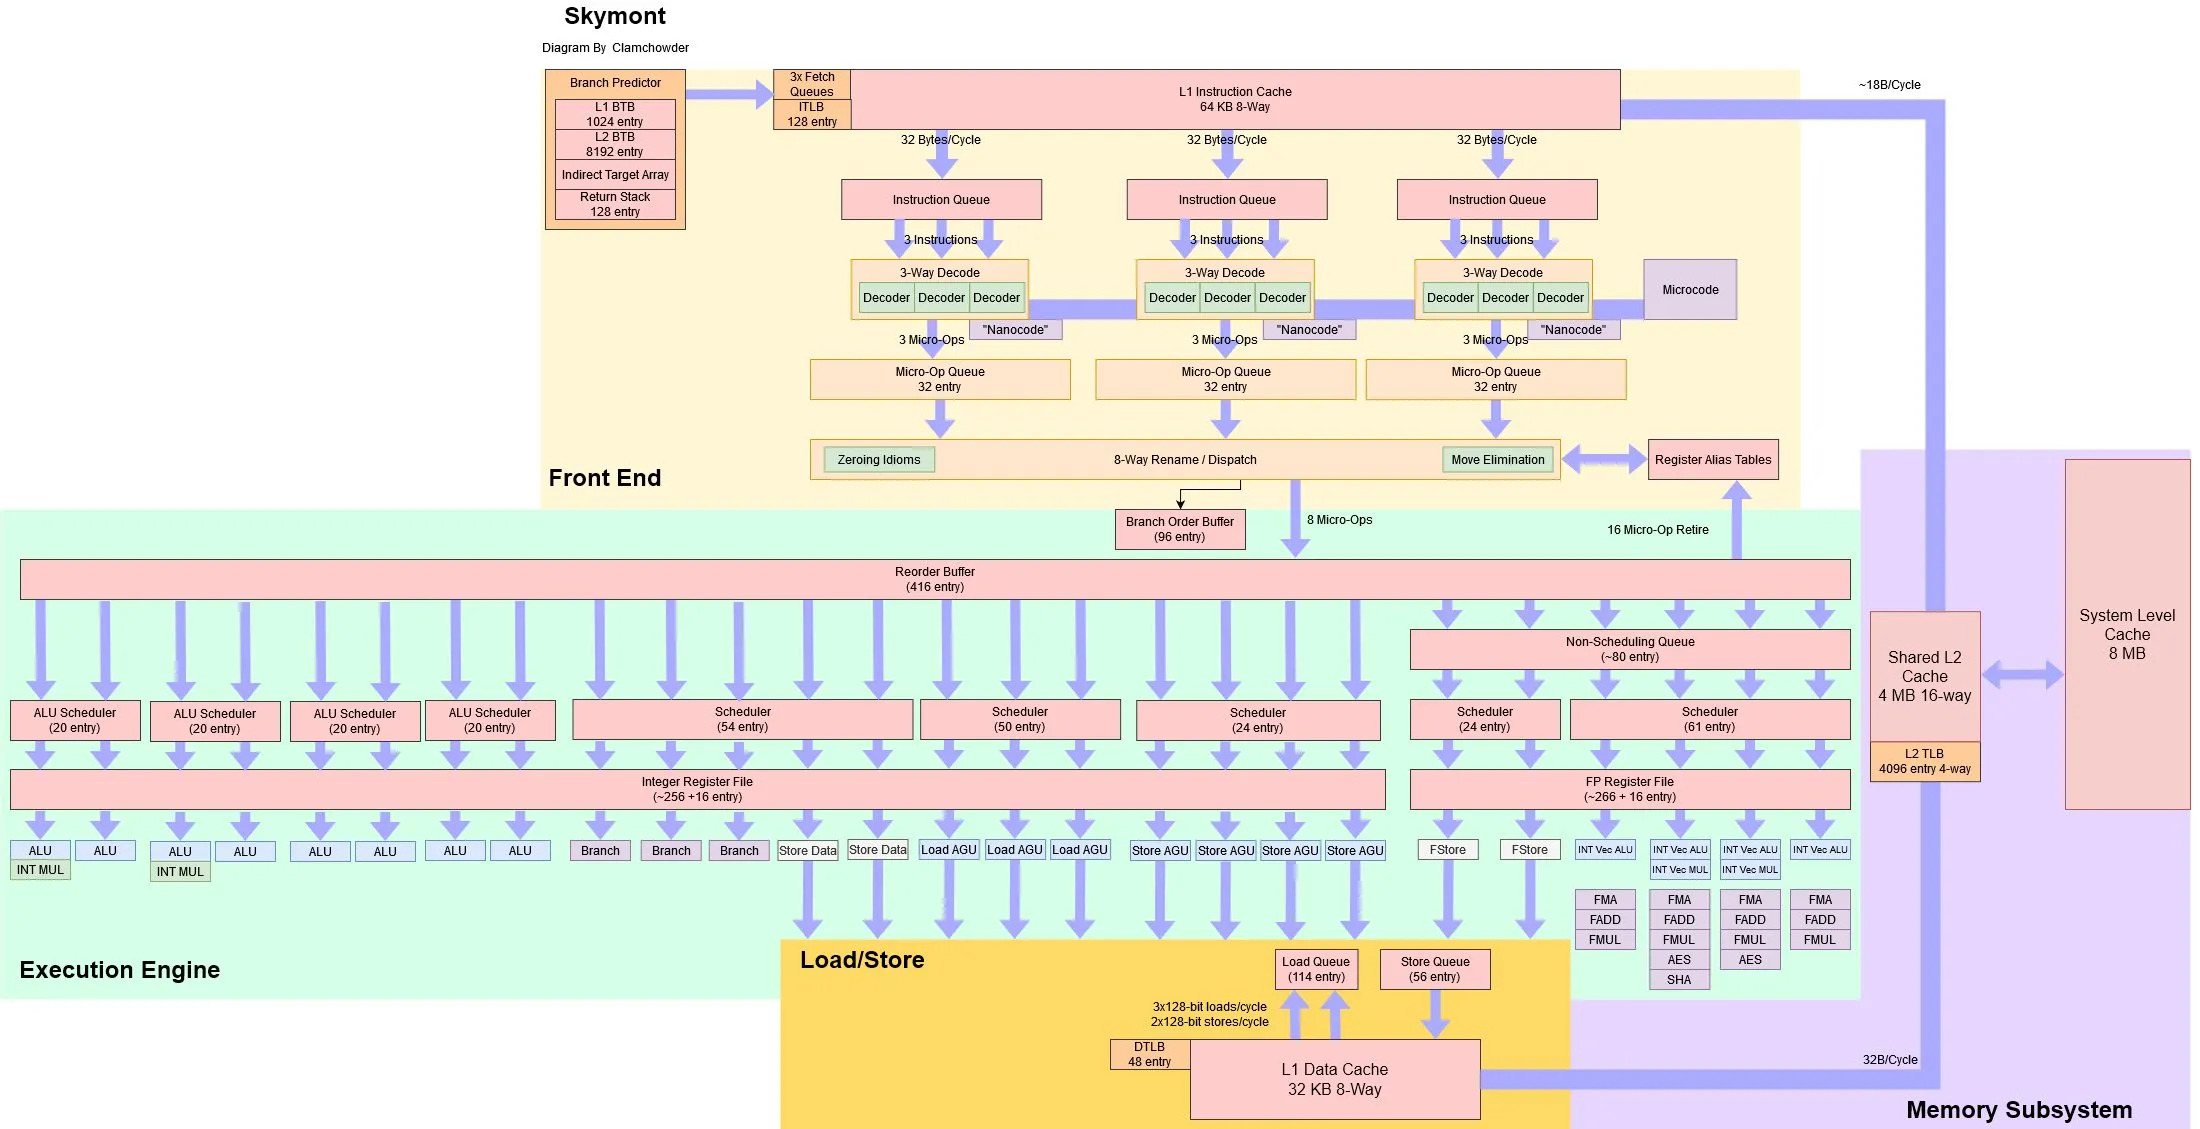 Skymont
Diagram By Clamchowder
Branch Predictor
L1 BTB
1024 entry
L2 BTB
8192 entry
Indirect Target Array
Return Stack
128 entry
3x Fetch
Queues
ITLB
128 entry
L1 Instruction Cache
64 KB 8-Way
~18B/Cycle
32 Bytes/Cycle
32 Bytes/Cycle
32 Bytes/Cycle
Instruction Queue
Instruction Queue
Instruction Queue
3 Instructions
3 Instructions
3 Instructions
3-Way Decode
Decoder Decoder Decoder
3-Way Decode
Decoder Decoder Decoder
3-Way Decode
Decoder Decoder Decoder
Microcode
"Nanocode"
"Nanocode"
"Nanocode"
3 Micro-Ops
3 Micro-Ops
3 Micro-Ops
Micro-Op Queue
32 entry
Micro-Op Queue
32 entry
Micro-Op Queue
32 entry
Zeroing Idioms
8-Way Rename / Dispatch
Move Elimination
Register Alias Tables
Front End
Branch Order Buffer
(96 entry)
8 Micro-Ops
16 Micro-Op Retire
Reorder Buffer
(416 entry)
Non-Scheduling Queue
(~80 entry)
ALU Scheduler
(20 entry)
ALU Scheduler
(20 entry)
ALU Scheduler
(20 entry)
ALU Scheduler
(20 entry)
Scheduler
(54 entry)
Scheduler
(50 entry)
Scheduler
(24 entry)
Scheduler
(24 entry)
Scheduler
(61 entry)
Integer Register File
(~256 +16 entry)
FP Register File
(~266 + 16 entry)
ALU
INT MUL
ALU
ALU
INT MUL
ALU
ALU
ALU
ALU
ALU
Branch
Branch
Branch
Store Data
Store Data
Load AGU
Load AGU
Load AGU
Store AGU
Store AGU
Store AGU
Store AGU
FStore
FStore
INT Vec ALU
FMA
FADD
FMUL
INT Vec ALU
INT Vec MUL
FMA
FADD
FMUL
AES
SHA
INT Vec ALU
INT Vec MUL
FMA
FADD
FMUL
AES
INT Vec ALU
FMA
FADD
FMUL
Execution Engine
Load/Store
Load Queue
(114 entry)
Store Queue
(56 entry)
3x128-bit loads/cycle
2x128-bit stores/cycle
DTLB
48 entry
L1 Data Cache
32 KB 8-Way
32B/Cycle
Shared L2
Cache
4 MB 16-way
L2 TLB
4096 entry 4-way
System Level
Cache
8 MB
Memory Subsystem